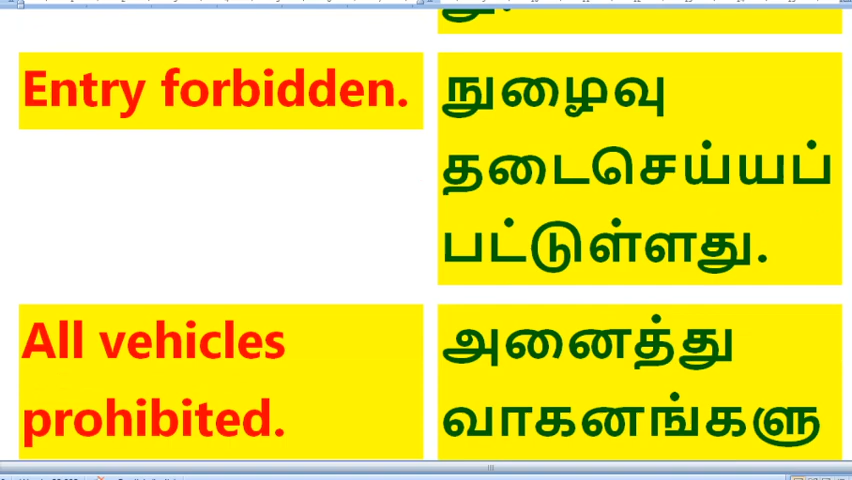 Entry forbidden.
நுழைவு
தடைசெய்யப்
பட்டுள்ளது.
All vehicles
prohibited.
அனைத்து
வாகனங்களு